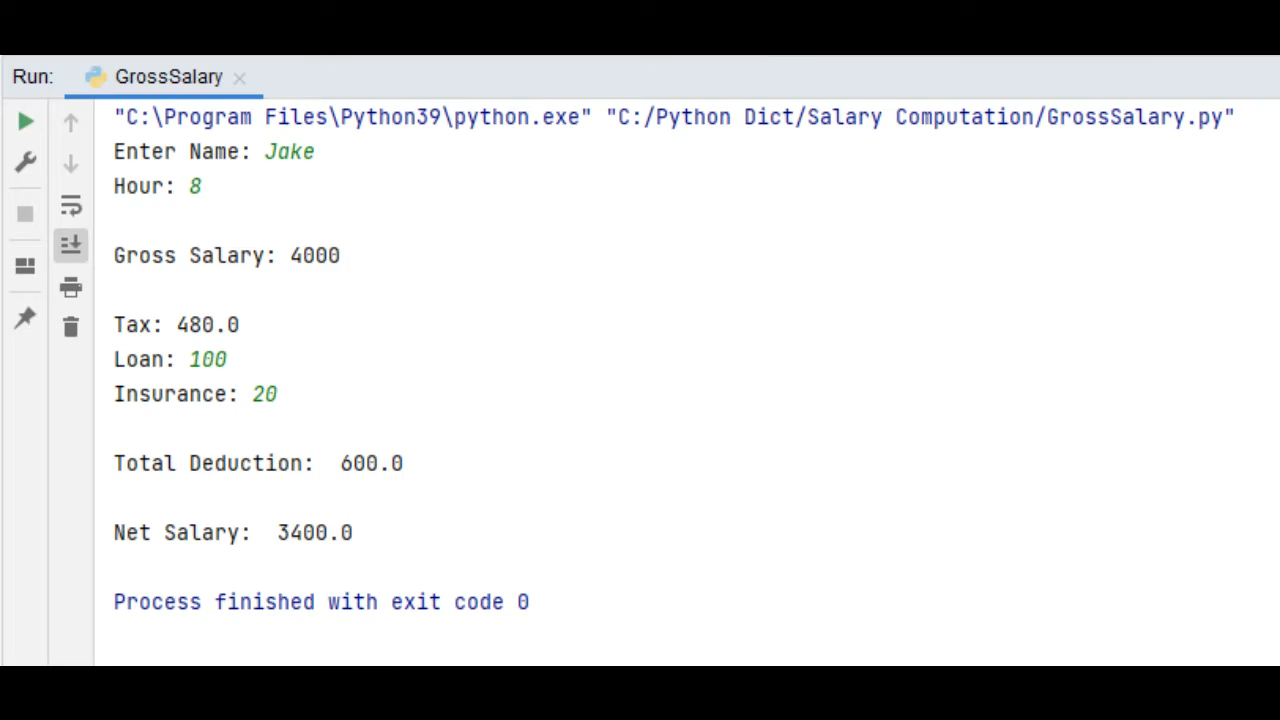 Run: GrossSalary
"C:\Program Files\Python39\python.exe" "C:/Python Dict/Salary Computation/GrossSalary.py"
Enter Name: Jake
Hour: 8
Gross Salary: 4000
Tax: 480.0
Loan: 100
Insurance: 20
Total Deduction:  600.0
Net Salary:  3400.0
Process finished with exit code 0